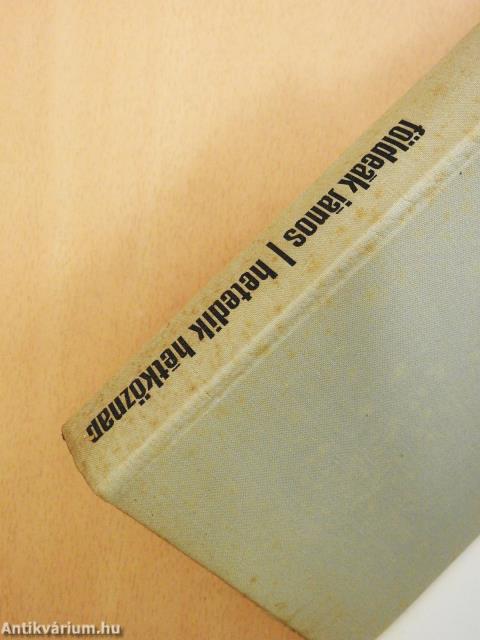 földeák jános | hetedik hétköznap
Antikvárium.hu